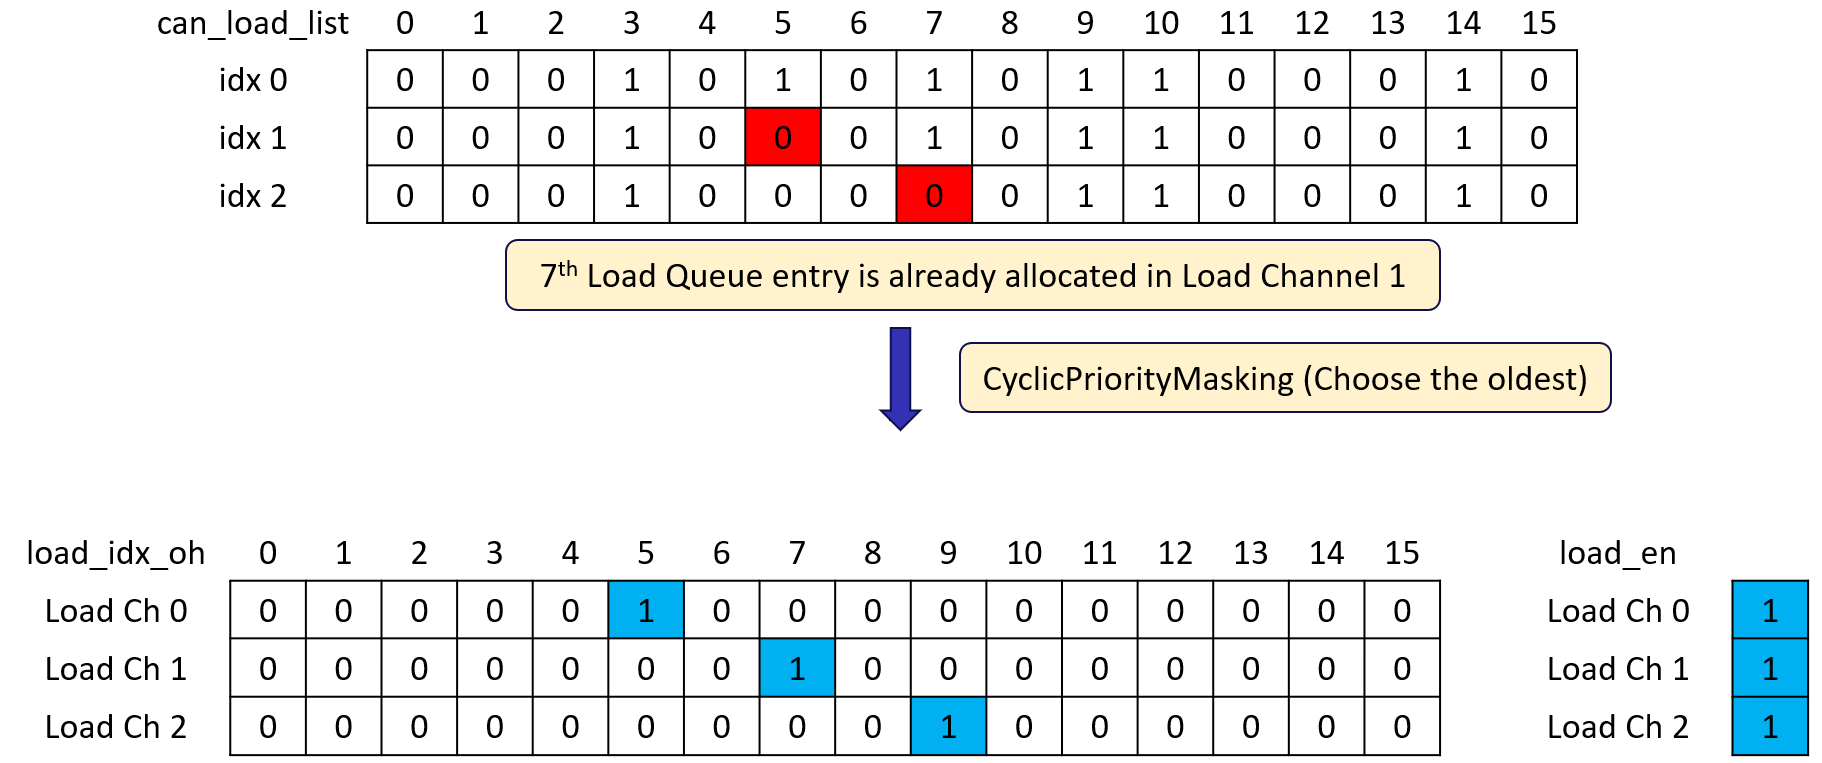 can_load_list 0 1 2 3 4 5 6 7 8 9 10 11 12 13 14 15
idx 0 0 0 0 1 0 1 0 1 0 1 1 0 0 0 1 0
idx 1 0 0 0 1 0 0 0 1 0 1 1 0 0 0 1 0
idx 2 0 0 0 1 0 0 0 0 0 1 1 0 0 0 1 0
7th Load Queue entry is already allocated in Load Channel 1
CyclicPriorityMasking (Choose the oldest)
load_idx_oh 0 1 2 3 4 5 6 7 8 9 10 11 12 13 14 15 load_en
Load Ch 0 0 0 0 0 0 1 0 0 0 0 0 0 0 0 0 0 Load Ch 0 1
Load Ch 1 0 0 0 0 0 0 0 1 0 0 0 0 0 0 0 0 Load Ch 1 1
Load Ch 2 0 0 0 0 0 0 0 0 0 1 0 0 0 0 0 0 Load Ch 2 1